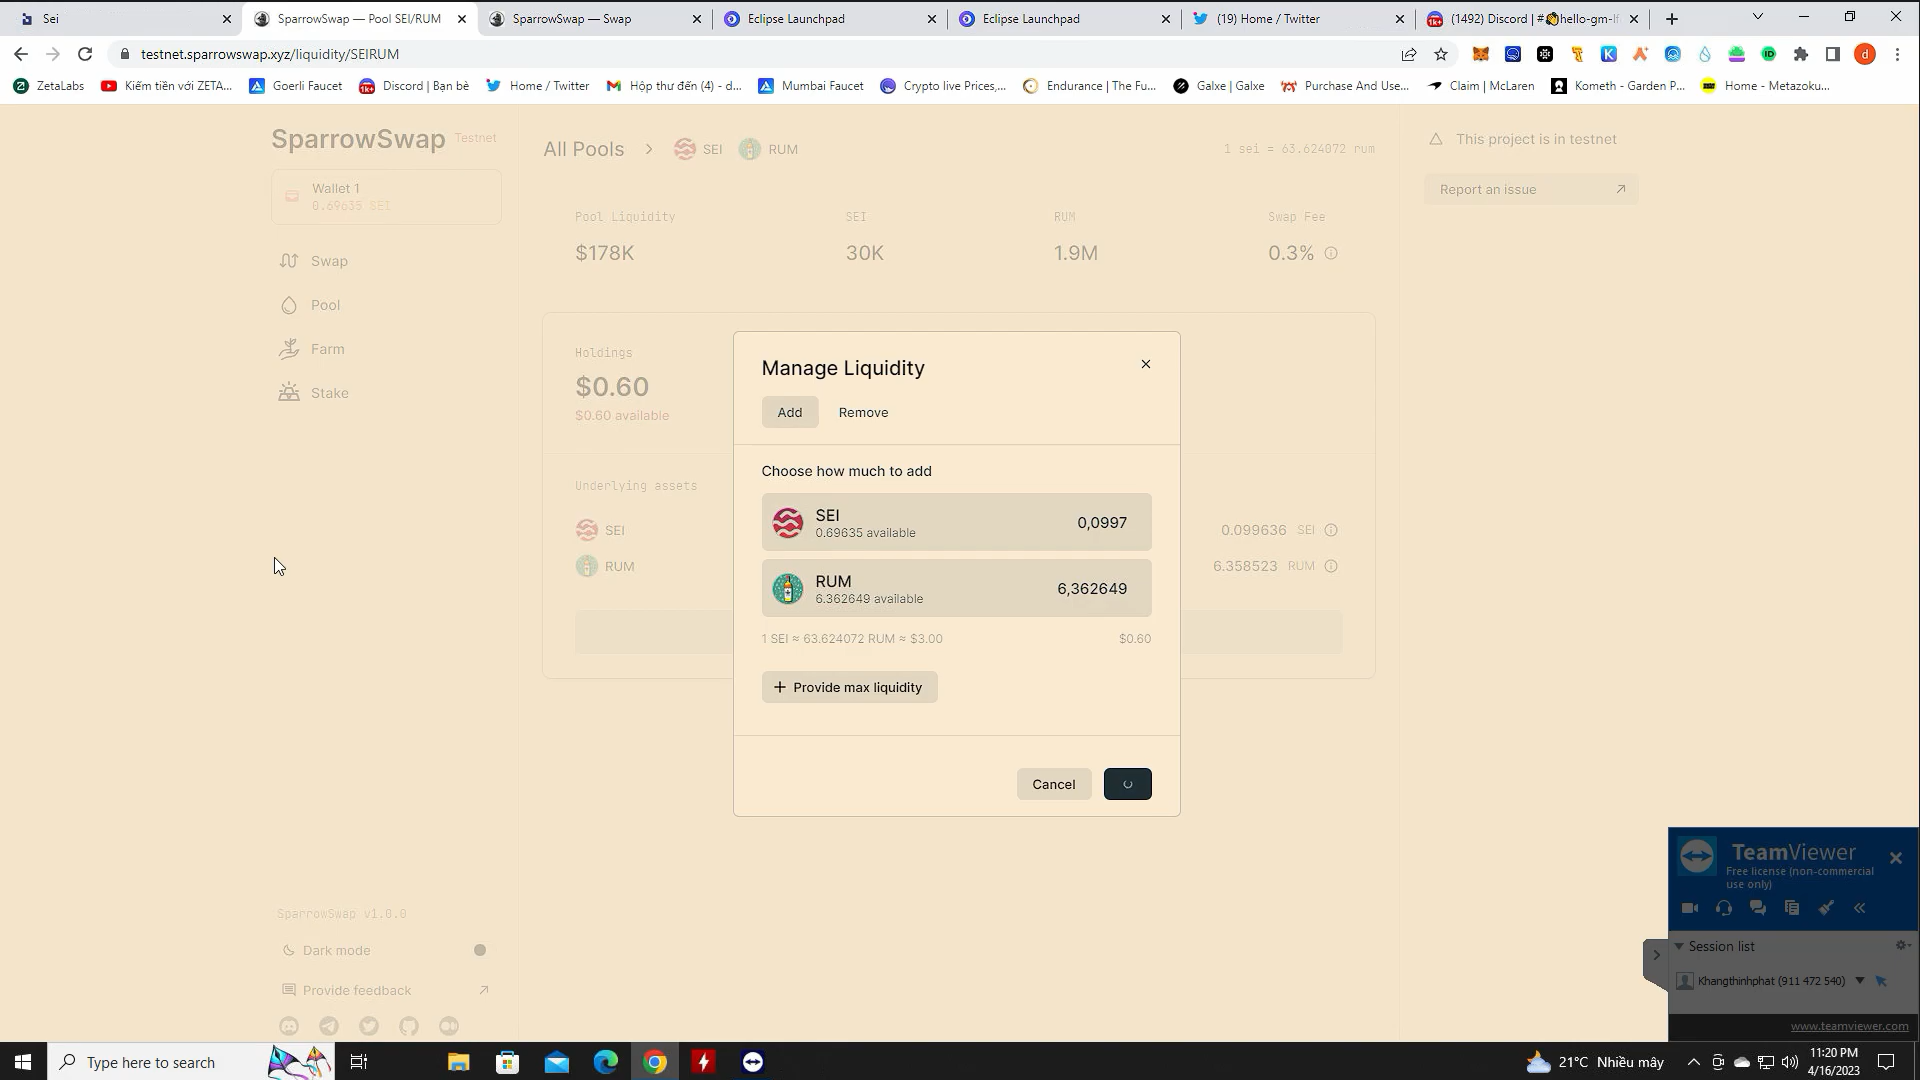 Sei
SparrowSwap — Pool SEI/RUM
SparrowSwap — Swap
Eclipse Launchpad
Eclipse Launchpad
(19) Home / Twitter
(1492) Discord | #👋hello-gm-lf
testnet.sparrowswap.xyz/liquidity/SEIRUM
ZetaLabs
Kiếm tiền với ZETA...
Goerli Faucet
Discord | Bạn bè
Home / Twitter
Hộp thư đến (4) - d...
Mumbai Faucet
Crypto live Prices,...
Endurance | The Fu...
Galxe | Galxe
Purchase And Use...
Claim | McLaren
Kometh - Garden P...
Home - Metazoku...
SparrowSwap Testnet
Wallet 1
0.69635 SEI
Swap
Pool
Farm
Stake
All Pools > SEI RUM
1 sei = 63.624072 rum
Pool Liquidity SEI RUM Swap Fee
$178K 30K 1.9M 0.3%
Holdings
$0.60
$0.60 available
Underlying assets
SEI
0.099636 SEI
RUM
6.358523 RUM
This project is in testnet
Report an issue
Manage Liquidity
Add Remove
Choose how much to add
SEI
0.69635 available
0,0997
RUM
6.362649 available
6,362649
1 SEI ≈ 63.624072 RUM ≈ $3.00
$0.60
+ Provide max liquidity
Cancel
SparrowSwap v1.0.0
Dark mode
Provide feedback
TeamViewer
Free license (non-commercial
use only)
Session list
Khangthinhphat (911 472 540)
www.teamviewer.com
Type here to search
21°C Nhiều mây
11:20 PM
4/16/2023